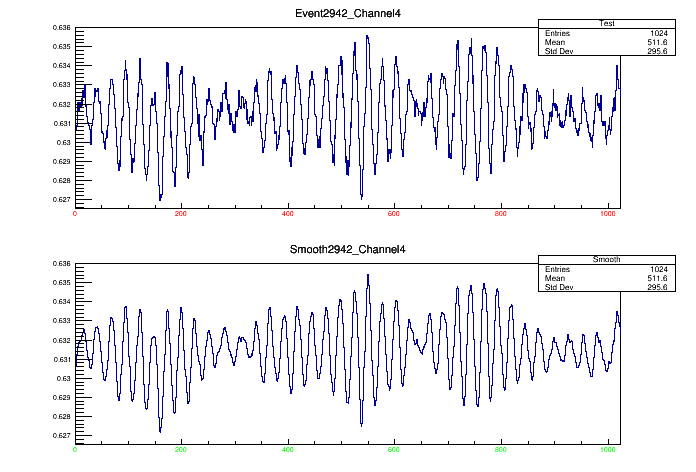 Event2942_Channel4
Test
Entries 1024
Mean 511.6
Std Dev 295.6
0.636
0.635
0.634
0.633
0.632
0.631
0.63
0.629
0.628
0.627
0 200 400 600 800 1000
Smooth2942_Channel4
Smooth
Entries 1024
Mean 511.6
Std Dev 295.6
0.636
0.635
0.634
0.633
0.632
0.631
0.63
0.629
0.628
0.627
0 200 400 600 800 1000